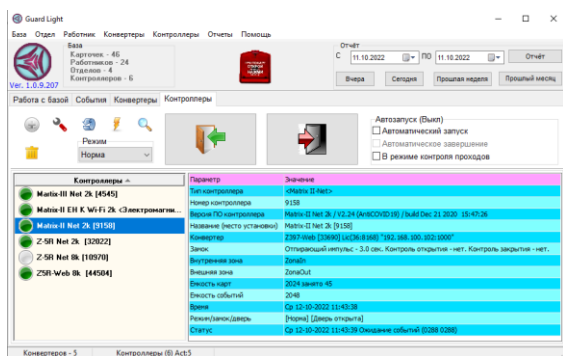 Guard Light
База Отдел Работник Конвертеры Контроллеры Отчеты Помощь
База
Карточек - 46
Работников - 24
Отделов - 4
Контроллеров - 6
Ver. 1.0.9.207
Отчёт
С 11.10.2022 ПО 11.10.2022 Отчёт
Вчера Сегодня Прошлая неделя Прошлый месяц
Работа с базой События Конвертеры Контроллеры
Режим
Норма
Автозапуск (Выкл)
Автоматический запуск
Автоматическое завершение
В режиме контроля проходов
Контроллеры
Matrix-III Net 2k [4545]
Matrix-II EH K Wi-Fi 2k <Электромагни...
Matrix-II Net 2k [9158]
Z-5R Net 2k [32822]
Z-5R Net 8k [10970]
Z5R-Web 8k [44504]
Параметр Значение
Тип контроллера <Matrix II-Net>
Номер контроллера 9158
Версия ПО контроллера Matrix-II Net 2k / V2.24 (AntiCOVID19) / build Dec 21 2020 15:47:26
Название (место установки) Matrix-II Net 2k [9158]
Конвертер Z397-Web [33690] Lic[36:8168] "192.168.100.102:1000"
Замок Отпирающий импульс - 3.0 сек. Контроль открытия - нет. Контроль закрытия - нет.
Внутренняя зона ZonaIn
Внешняя зона ZonaOut
Емкость карт 2024 занято 45
Емкость событий 2048
Время Ср 12-10-2022 11:43:38
Режим/замок/дверь [Норма] [Дверь открыта]
Статус Ср 12-10-2022 11:43:39 Ожидание событий (0288 0288)
Конвертеров - 5 Контроллеры (6) Act:5